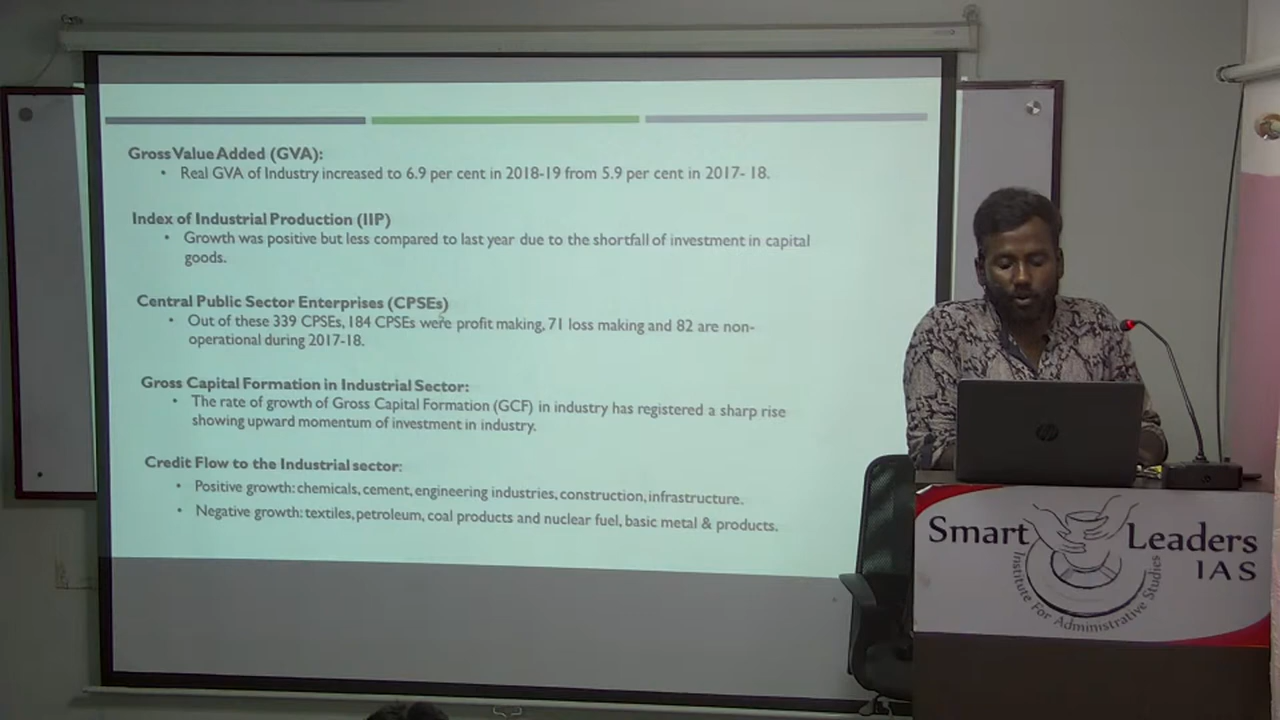 Gross Value Added (GVA):
• Real GVA of Industry increased to 6.9 per cent in 2018-19 from 5.9 per cent in 2017- 18.
Index of Industrial Production (IIP)
• Growth was positive but less compared to last year due to the shortfall of investment in capital
goods.
Central Public Sector Enterprises (CPSEs)
• Out of these 339 CPSEs, 184 CPSEs were profit making, 71 loss making and 82 are non-
operational during 2017-18.
Gross Capital Formation in Industrial Sector:
• The rate of growth of Gross Capital Formation (GCF) in industry has registered a sharp rise
showing upward momentum of investment in industry.
Credit Flow to the Industrial sector:
• Positive growth: chemicals, cement, engineering industries, construction, infrastructure.
• Negative growth: textiles, petroleum, coal products and nuclear fuel, basic metal & products.
hp
Smart Leaders
IAS
Institute For Administrative Studies